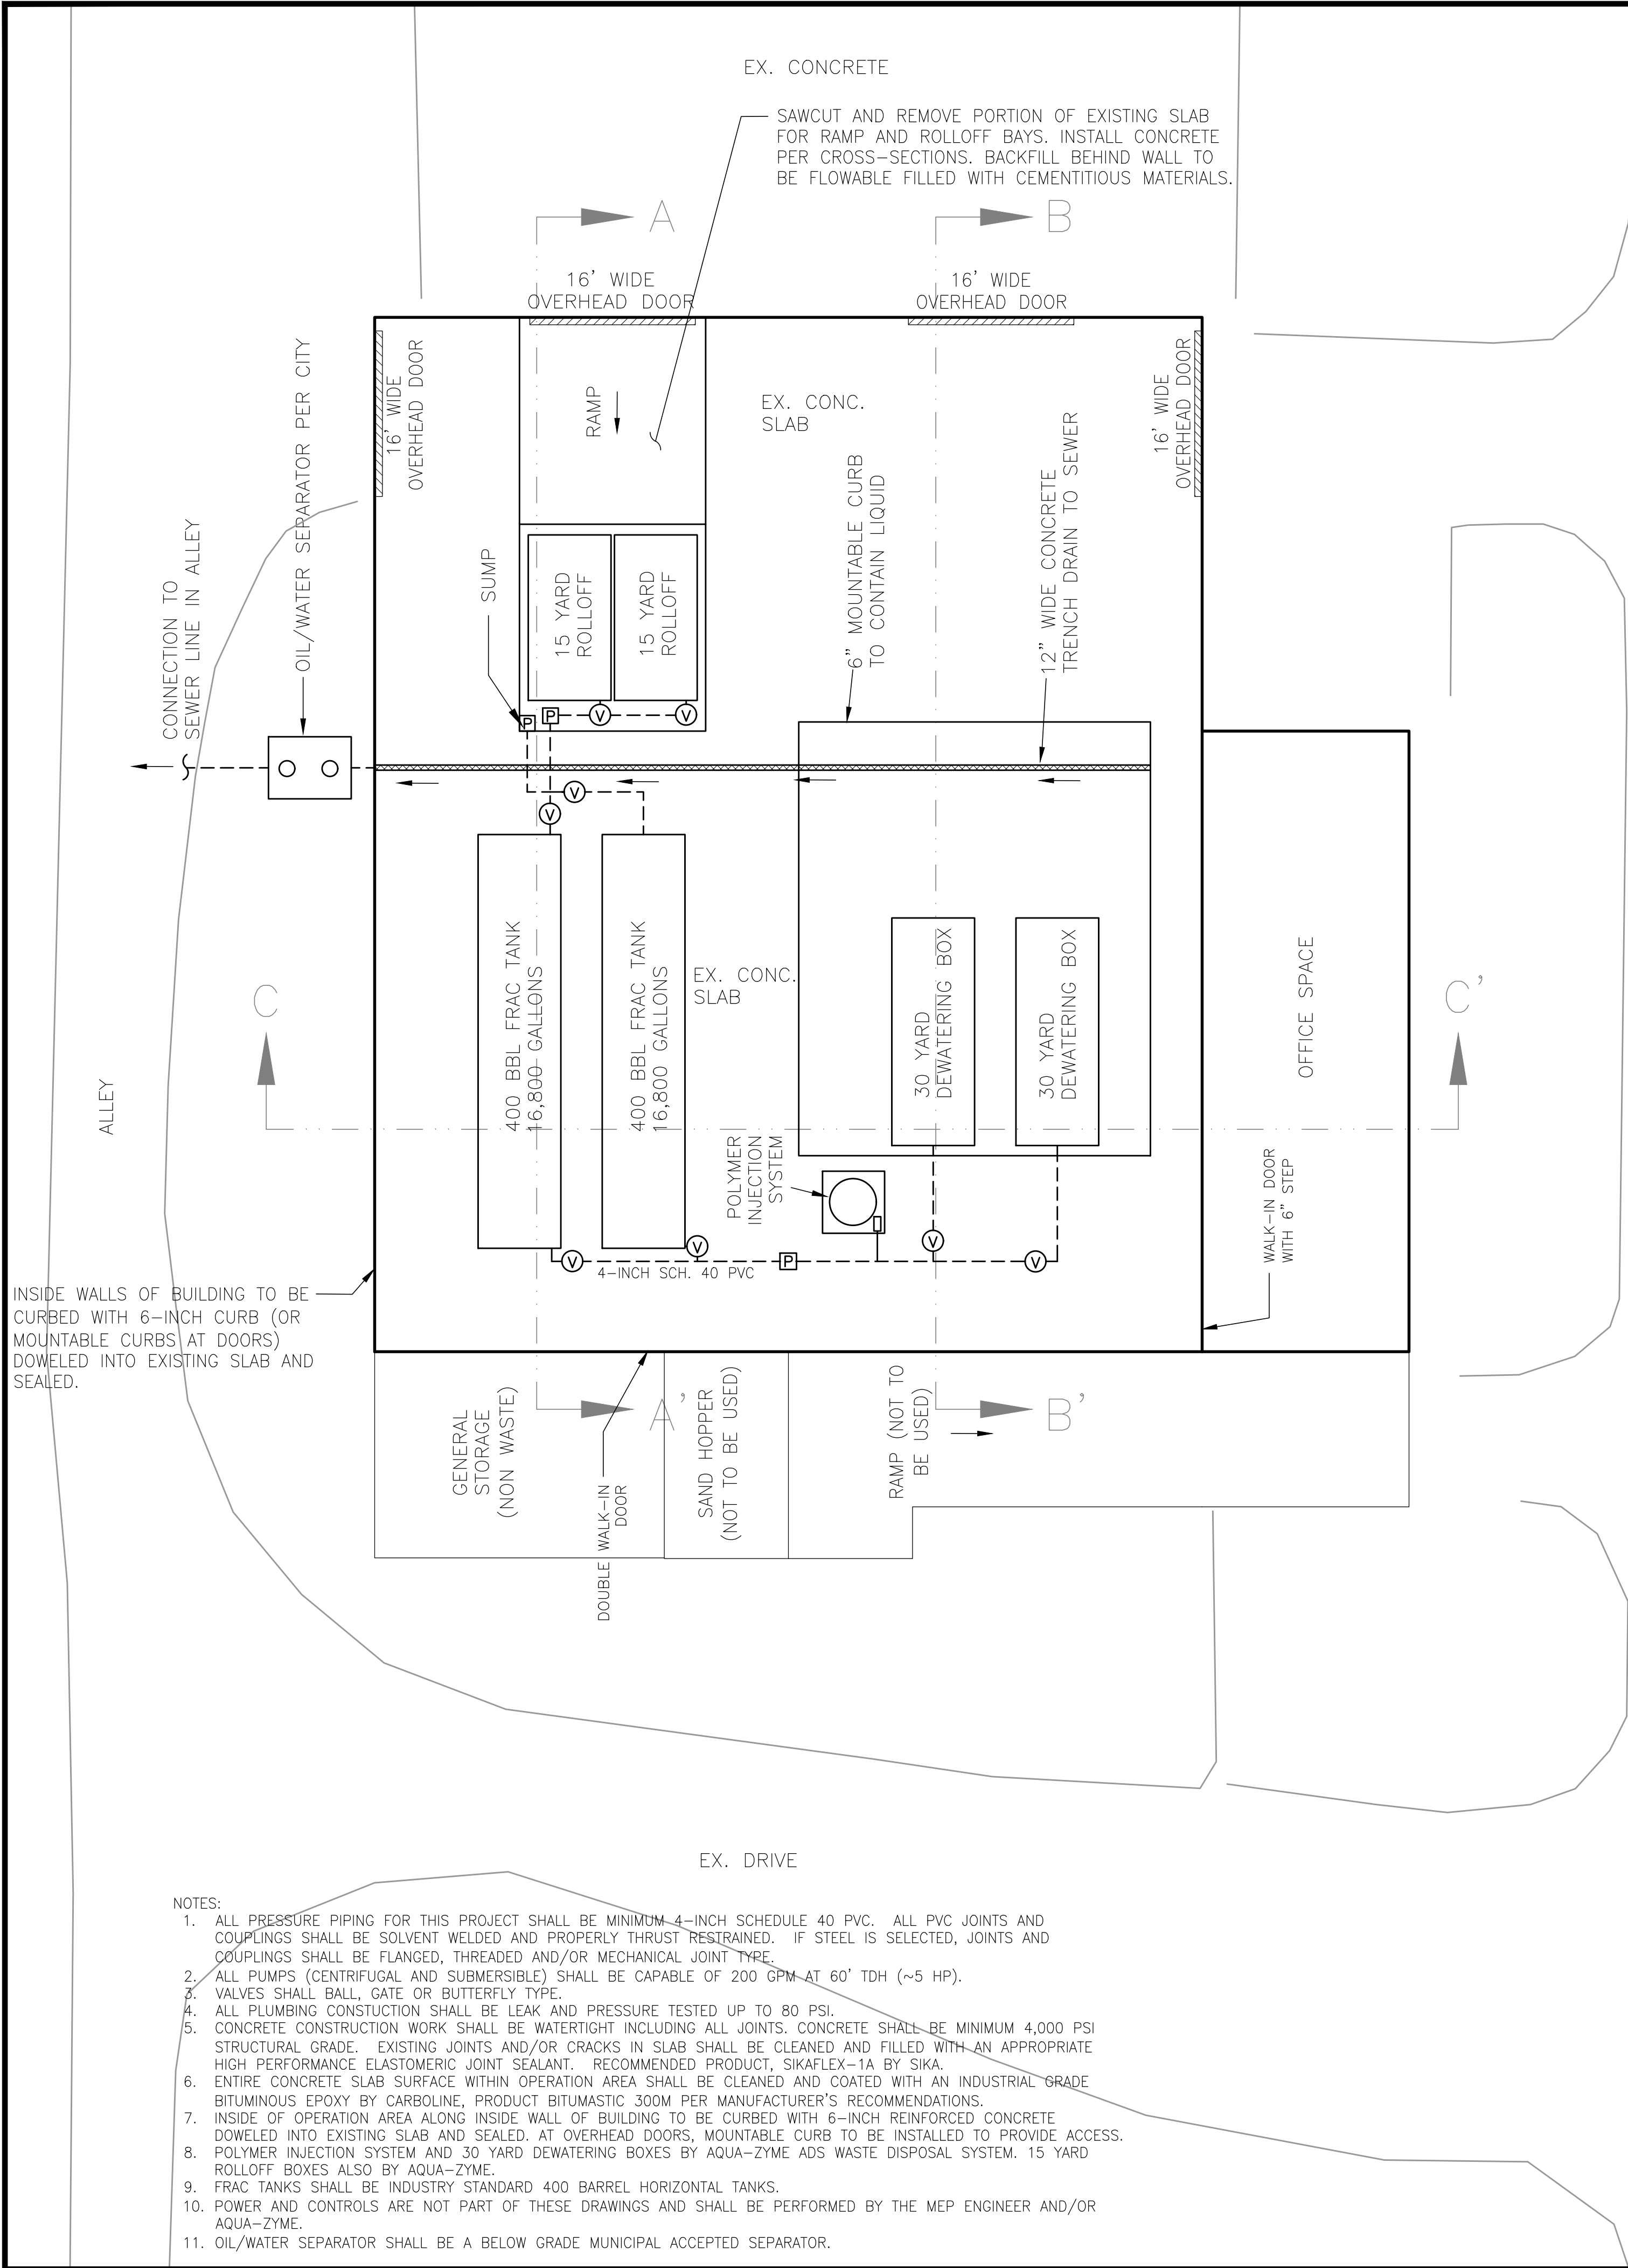 EX. CONCRETE
SAWCUT AND REMOVE PORTION OF EXISTING SLAB
FOR RAMP AND ROLLOFF BAYS. INSTALL CONCRETE
PER CROSS-SECTIONS. BACKFILL BEHIND WALL TO
BE FLOWABLE FILLED WITH CEMENTITIOUS MATERIALS.
A
B
16' WIDE
OVERHEAD DOOR
16' WIDE
OVERHEAD DOOR
16' WIDE
OVERHEAD DOOR
16' WIDE
OVERHEAD DOOR
RAMP
EX. CONC.
SLAB
CONNECTION TO
SEWER LINE IN ALLEY
OIL/WATER SEPARATOR PER CITY
SUMP
15 YARD
ROLLOFF
15 YARD
ROLLOFF
6" MOUNTABLE CURB
TO CONTAIN LIQUID
12" WIDE CONCRETE
TRENCH DRAIN TO SEWER
P
P
V
V
V
V
400 BBL FRAC TANK
16,800 GALLONS
400 BBL FRAC TANK
16,800 GALLONS
EX. CONC.
SLAB
30 YARD
DEWATERING BOX
30 YARD
DEWATERING BOX
OFFICE SPACE
C
C'
ALLEY
POLYMER
INJECTION
SYSTEM
WALK-IN DOOR
WITH 6" STEP
V
V
P
V
V
4-INCH SCH. 40 PVC
INSIDE WALLS OF BUILDING TO BE
CURBED WITH 6-INCH CURB (OR
MOUNTABLE CURBS AT DOORS)
DOWELED INTO EXISTING SLAB AND
SEALED.
GENERAL
STORAGE
(NON WASTE)
A'
DOUBLE WALK-IN
DOOR
SAND HOPPER
(NOT TO BE USED)
RAMP (NOT TO
BE USED)
B'
EX. DRIVE
NOTES:
1. ALL PRESSURE PIPING FOR THIS PROJECT SHALL BE MINIMUM 4-INCH SCHEDULE 40 PVC. ALL PVC JOINTS AND
COUPLINGS SHALL BE SOLVENT WELDED AND PROPERLY THRUST RESTRAINED. IF STEEL IS SELECTED, JOINTS AND
COUPLINGS SHALL BE FLANGED, THREADED AND/OR MECHANICAL JOINT TYPE.
2. ALL PUMPS (CENTRIFUGAL AND SUBMERSIBLE) SHALL BE CAPABLE OF 200 GPM AT 60' TDH (~5 HP).
3. VALVES SHALL BALL, GATE OR BUTTERFLY TYPE.
4. ALL PLUMBING CONSTUCTION SHALL BE LEAK AND PRESSURE TESTED UP TO 80 PSI.
5. CONCRETE CONSTRUCTION WORK SHALL BE WATERTIGHT INCLUDING ALL JOINTS. CONCRETE SHALL BE MINIMUM 4,000 PSI
STRUCTURAL GRADE. EXISTING JOINTS AND/OR CRACKS IN SLAB SHALL BE CLEANED AND FILLED WITH AN APPROPRIATE
HIGH PERFORMANCE ELASTOMERIC JOINT SEALANT. RECOMMENDED PRODUCT, SIKAFLEX-1A BY SIKA.
6. ENTIRE CONCRETE SLAB SURFACE WITHIN OPERATION AREA SHALL BE CLEANED AND COATED WITH AN INDUSTRIAL GRADE
BITUMINOUS EPOXY BY CARBOLINE, PRODUCT BITUMASTIC 300M PER MANUFACTURER'S RECOMMENDATIONS.
7. INSIDE OF OPERATION AREA ALONG INSIDE WALL OF BUILDING TO BE CURBED WITH 6-INCH REINFORCED CONCRETE
DOWELED INTO EXISTING SLAB AND SEALED. AT OVERHEAD DOORS, MOUNTABLE CURB TO BE INSTALLED TO PROVIDE ACCESS.
8. POLYMER INJECTION SYSTEM AND 30 YARD DEWATERING BOXES BY AQUA-ZYME ADS WASTE DISPOSAL SYSTEM. 15 YARD
ROLLOFF BOXES ALSO BY AQUA-ZYME.
9. FRAC TANKS SHALL BE INDUSTRY STANDARD 400 BARREL HORIZONTAL TANKS.
10. POWER AND CONTROLS ARE NOT PART OF THESE DRAWINGS AND SHALL BE PERFORMED BY THE MEP ENGINEER AND/OR
AQUA-ZYME.
11. OIL/WATER SEPARATOR SHALL BE A BELOW GRADE MUNICIPAL ACCEPTED SEPARATOR.